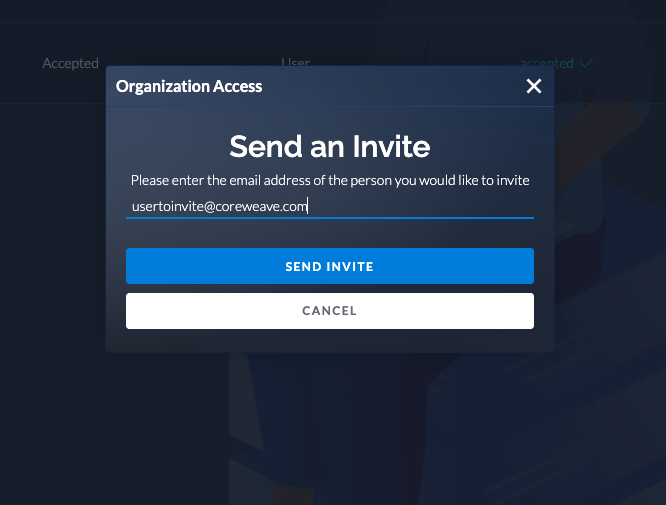 Accepted User accepted
Organization Access
Send an Invite
Please enter the email address of the person you would like to invite
usertoinvite@coreweave.com
SEND INVITE
CANCEL